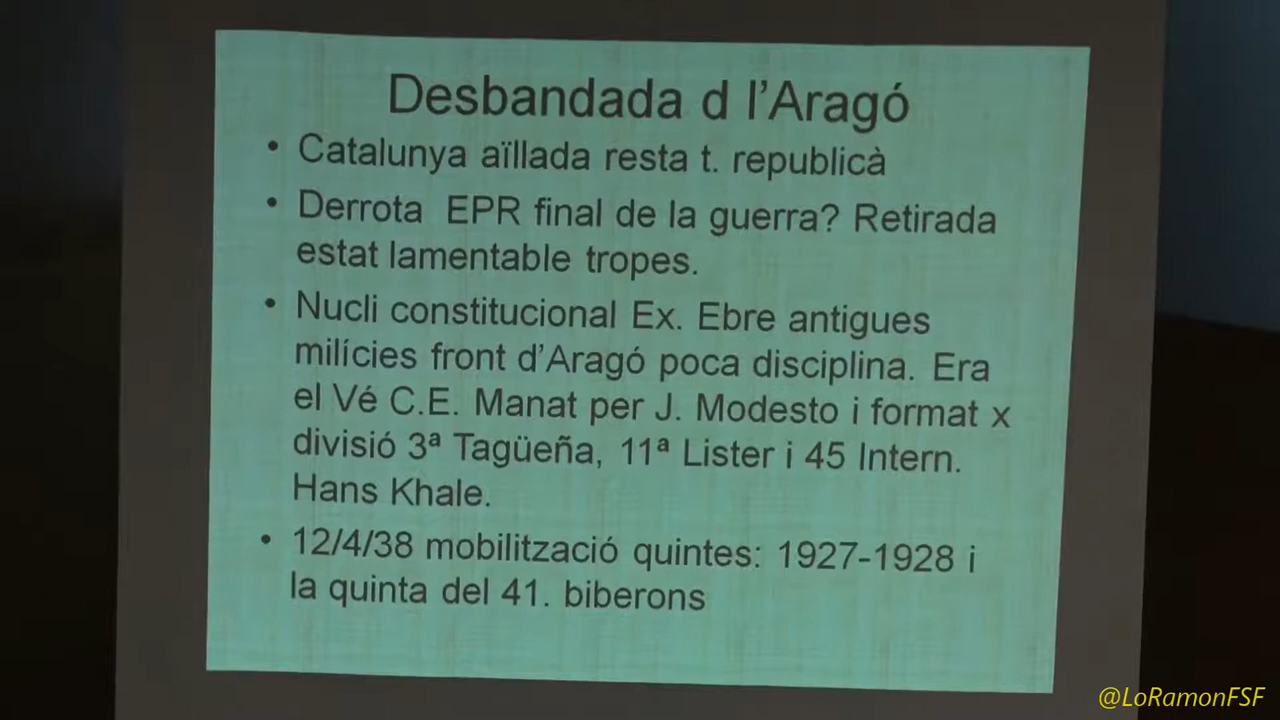 Desbandada d l'Aragó
• Catalunya aïllada resta t. republicà
• Derrota EPR final de la guerra? Retirada
estat lamentable tropes.
• Nucli constitucional Ex. Ebre antigues
milícies front d'Aragó poca disciplina. Era
el Vé C.E. Manat per J. Modesto i format x
divisió 3ª Tagüeña, 11ª Lister i 45 Intern.
Hans Khale.
• 12/4/38 mobilització quintes: 1927-1928 i
la quinta del 41. biberons
@LoRamonFSF